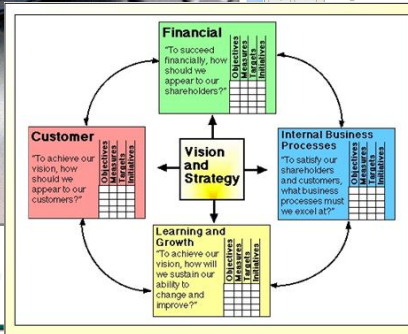 Financial
"To succeed
financially, how
should we
appear to our
shareholders?"
Objectives
Measures
Targets
Initiatives
Customer
"To achieve our
vision, how
should we
appear to our
customers?"
Objectives
Measures
Targets
Initiatives
Vision
and
Strategy
Internal Business
Processes
"To satisfy our
shareholders
and customers,
what business
processes must
we excel at?"
Objectives
Measures
Targets
Initiatives
Learning and
Growth
"To achieve our
vision, how will
we sustain our
ability to
change and
improve?"
Objectives
Measures
Targets
Initiatives